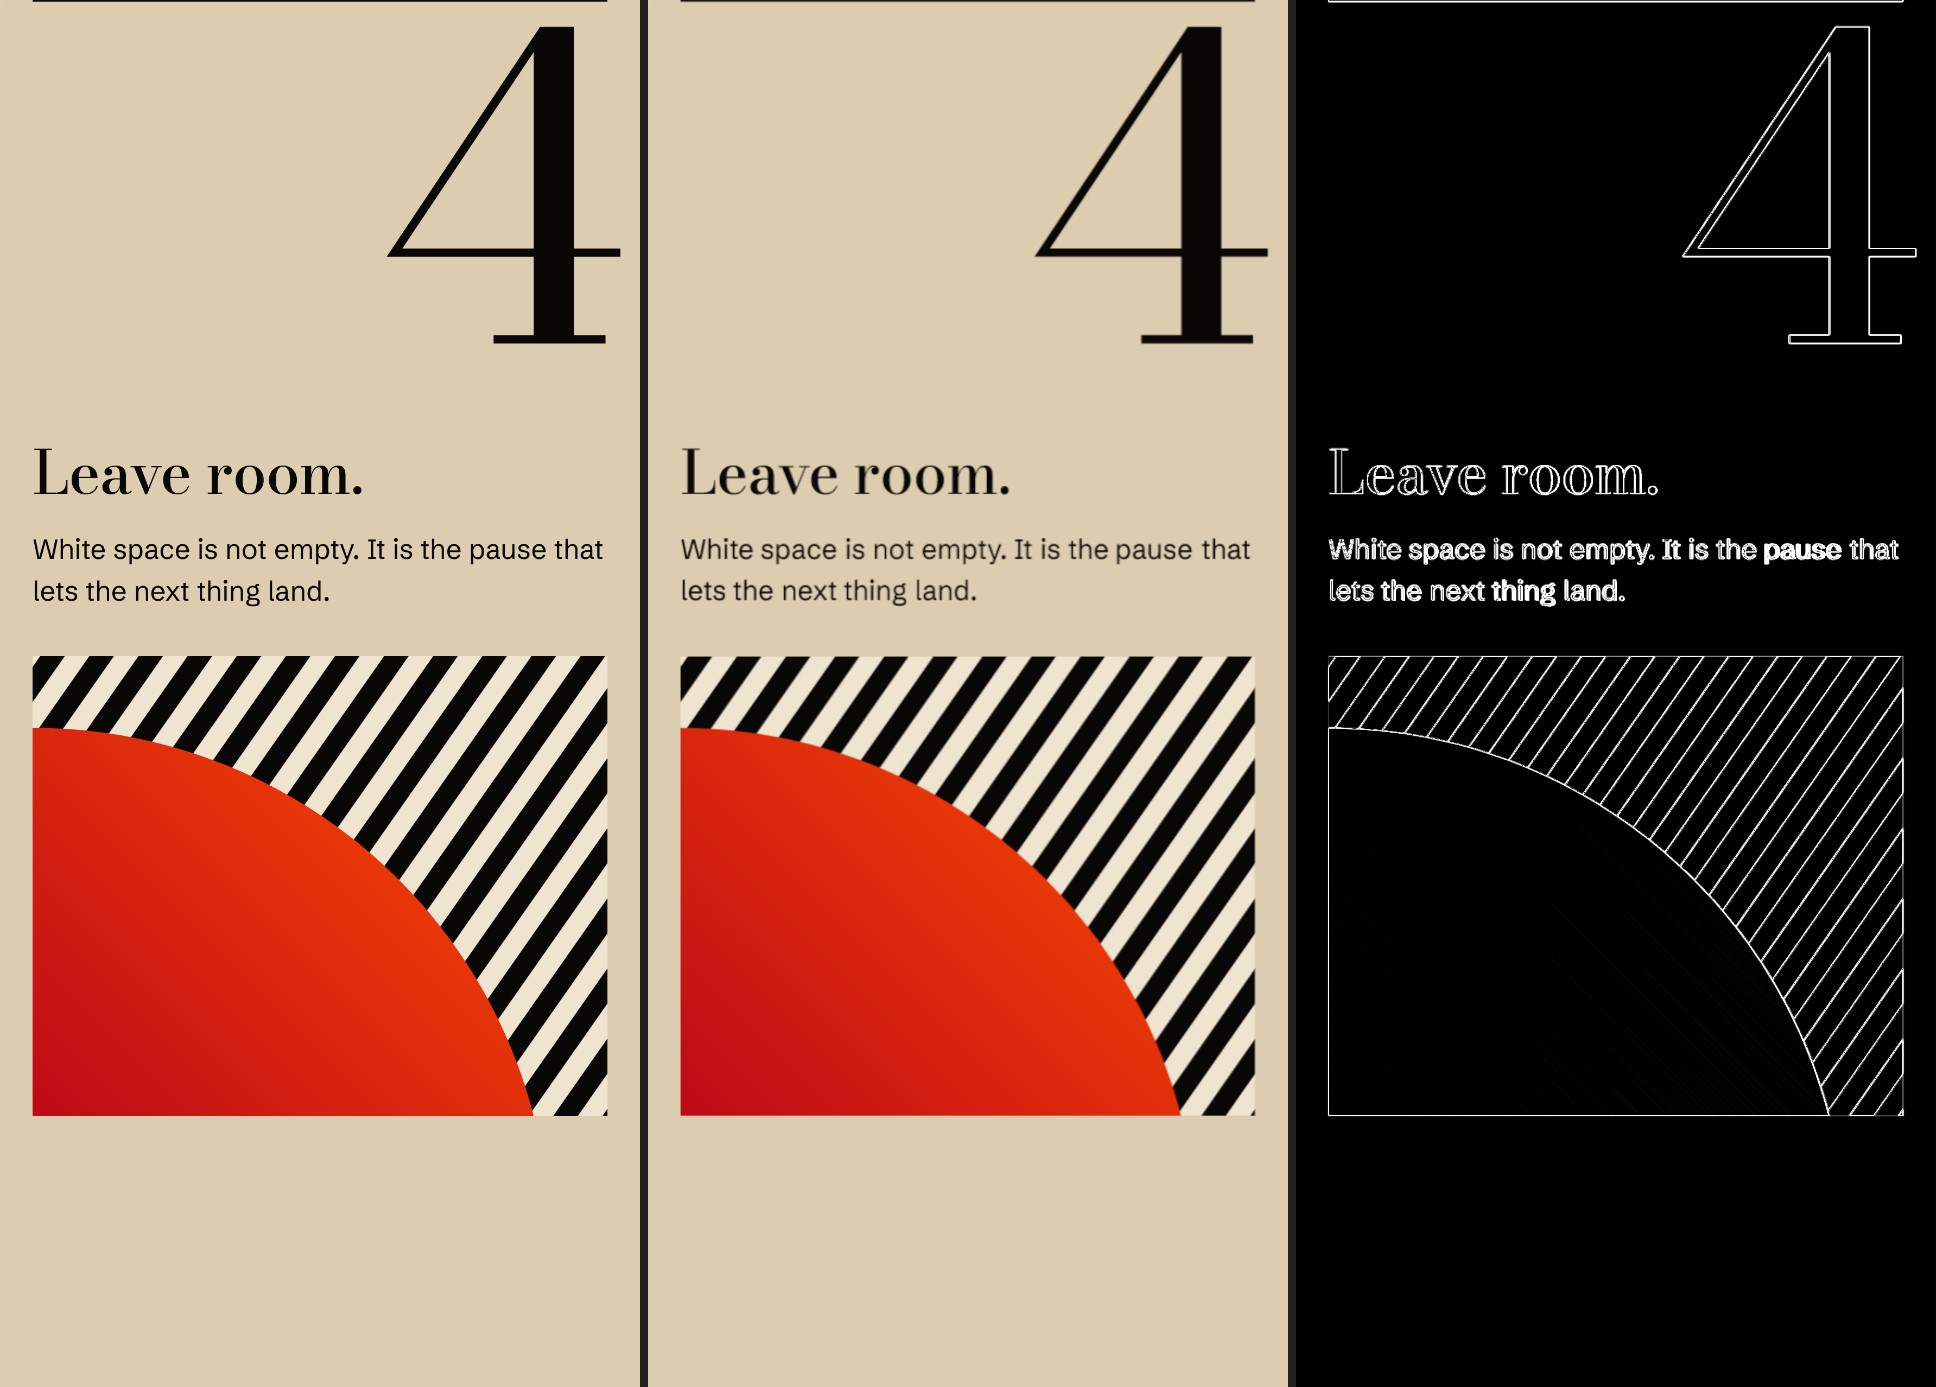 4
4
4
Leave room.
Leave room.
Leave room.
White space is not empty. It is the pause that
lets the next thing land.
White space is not empty. It is the pause that
lets the next thing land.
White space is not empty. It is the pause that
lets the next thing land.